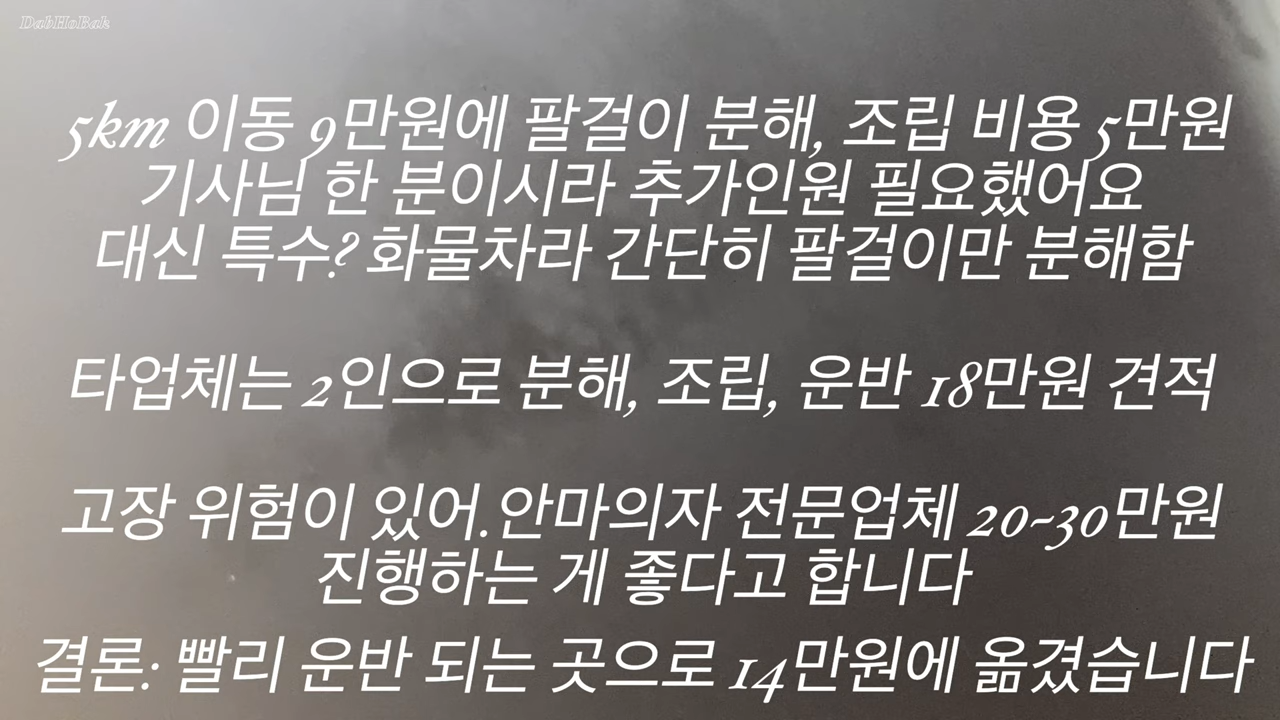 DabHoBak
5km 이동 9만원에 팔걸이 분해, 조립 비용 5만원
기사님 한 분이시라 추가인원 필요했어요
대신 특수? 화물차라 간단히 팔걸이만 분해함
타업체는 2인으로 분해, 조립, 운반 18만원 견적
고장 위험이 있어.안마의자 전문업체 20~30만원
진행하는 게 좋다고 합니다
결론: 빨리 운반 되는 곳으로 14만원에 옮겼습니다